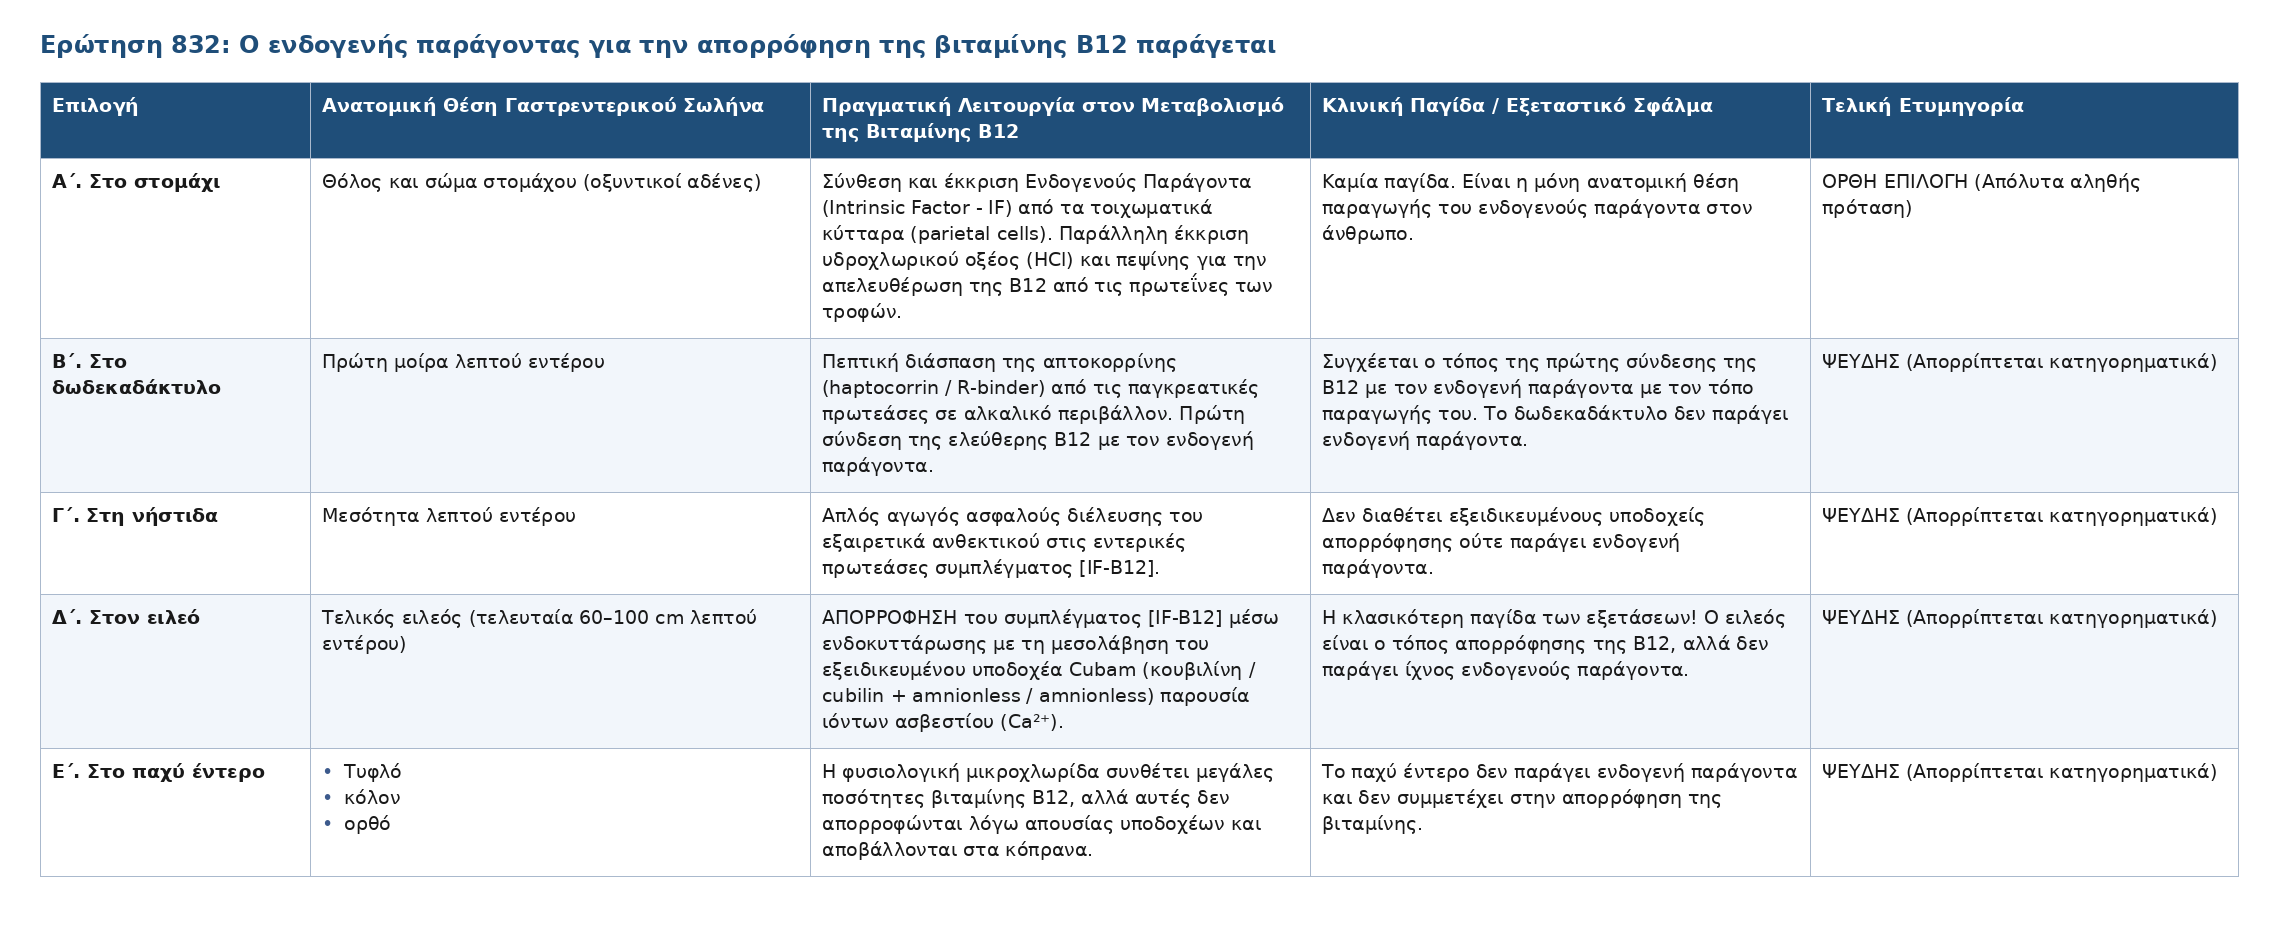 Ερώτηση 832: Ο ενδογενής παράγοντας για την απορρόφηση της βιταμίνης Β12 παράγεται
Επιλογή
Ανατομική Θέση Γαστρεντερικού Σωλήνα
Πραγματική Λειτουργία στον Μεταβολισμό
της Βιταμίνης Β12
Κλινική Παγίδα / Εξεταστικό Σφάλμα
Τελική Ετυμηγορία
Α΄. Στο στομάχι
Θόλος και σώμα στομάχου (οξυντικοί αδένες)
Σύνθεση και έκκριση Ενδογενούς Παράγοντα
(Intrinsic Factor - IF) από τα τοιχωματικά
κύτταρα (parietal cells). Παράλληλη έκκριση
υδροχλωρικού οξέος (HCl) και πεψίνης για την
απελευθέρωση της Β12 από τις πρωτεΐνες των
τροφών.
Καμία παγίδα. Είναι η μόνη ανατομική θέση
παραγωγής του ενδογενούς παράγοντα στον
άνθρωπο.
ΟΡΘΗ ΕΠΙΛΟΓΗ (Απόλυτα αληθής
πρόταση)
Β΄. Στο
δωδεκαδάκτυλο
Πρώτη μοίρα λεπτού εντέρου
Πεπτική διάσπαση της απτοκορρίνης
(haptocorrin / R-binder) από τις παγκρεατικές
πρωτεάσες σε αλκαλικό περιβάλλον. Πρώτη
σύνδεση της ελεύθερης Β12 με τον ενδογενή
παράγοντα.
Συγχέεται ο τόπος της πρώτης σύνδεσης της
Β12 με τον ενδογενή παράγοντα με τον τόπο
παραγωγής του. Το δωδεκαδάκτυλο δεν παράγει
ενδογενή παράγοντα.
ΨΕΥΔΗΣ (Απορρίπτεται κατηγορηματικά)
Γ΄. Στη νήστιδα
Μεσότητα λεπτού εντέρου
Απλός αγωγός ασφαλούς διέλευσης του
εξαιρετικά ανθεκτικού στις εντερικές
πρωτεάσες συμπλέγματος [IF-B12].
Δεν διαθέτει εξειδικευμένους υποδοχείς
απορρόφησης ούτε παράγει ενδογενή
παράγοντα.
ΨΕΥΔΗΣ (Απορρίπτεται κατηγορηματικά)
Δ΄. Στον ειλεό
Τελικός ειλεός (τελευταία 60–100 cm λεπτού
εντέρου)
ΑΠΟΡΡΟΦΗΣΗ του συμπλέγματος [IF-B12] μέσω
ενδοκυττάρωσης με τη μεσολάβηση του
εξειδικευμένου υποδοχέα Cubam (κουβιλίνη /
cubilin + amnionless / amnionless) παρουσία
ιόντων ασβεστίου (Ca²⁺).
Η κλασικότερη παγίδα των εξετάσεων! Ο ειλεός
είναι ο τόπος απορρόφησης της Β12, αλλά δεν
παράγει ίχνος ενδογενούς παράγοντα.
ΨΕΥΔΗΣ (Απορρίπτεται κατηγορηματικά)
Ε΄. Στο παχύ έντερο
• Τυφλό
• κόλον
• ορθό
Η φυσιολογική μικροχλωρίδα συνθέτει μεγάλες
ποσότητες βιταμίνης Β12, αλλά αυτές δεν
απορροφώνται λόγω απουσίας υποδοχέων και
αποβάλλονται στα κόπρανα.
Το παχύ έντερο δεν παράγει ενδογενή παράγοντα
και δεν συμμετέχει στην απορρόφηση της
βιταμίνης.
ΨΕΥΔΗΣ (Απορρίπτεται κατηγορηματικά)